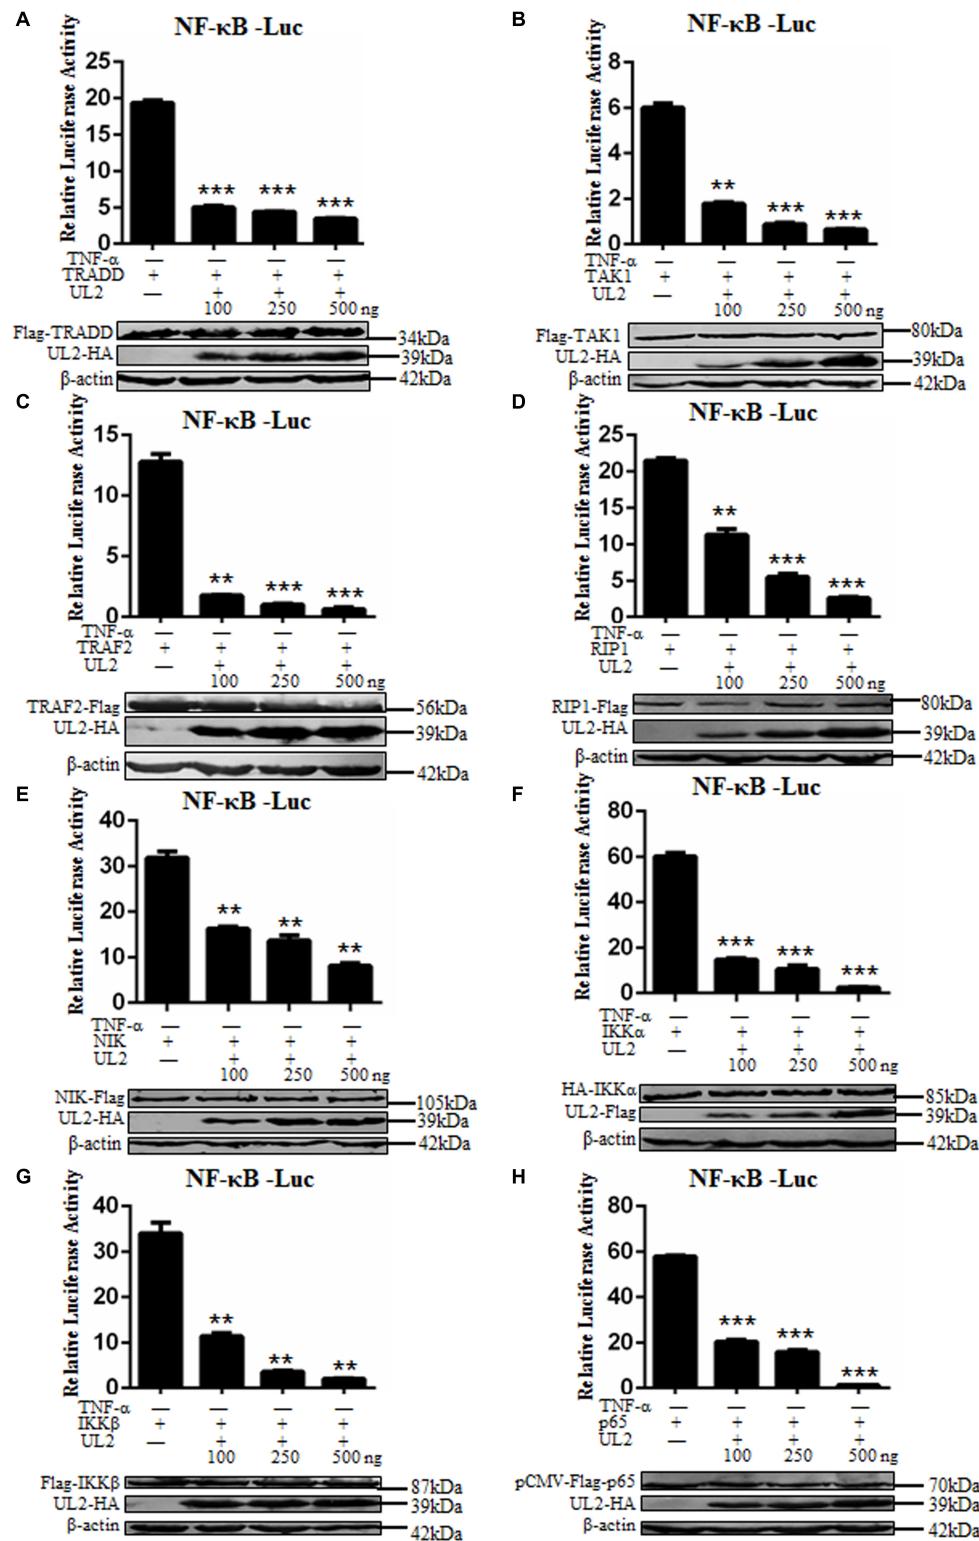 A
NF-κB -Luc
Relative Luciferase Activity
25
20
15
10
5
0
***
***
***
TNF-α — — — —
TRADD + + + +
UL2 — + + +
100 250 500 ng
Flag-TRADD 34kDa
UL2-HA 39kDa
β-actin 42kDa
B
NF-κB -Luc
Relative Luciferase Activity
8
6
4
2
0
**
***
***
TNF-α — — — —
TAK1 + + + +
UL2 — + + +
100 250 500 ng
Flag-TAK1 80kDa
UL2-HA 39kDa
β-actin 42kDa
C
NF-κB -Luc
Relative Luciferase Activity
15
10
5
0
**
***
***
TNF-α — — — —
TRAF2 + + + +
UL2 — + + +
100 250 500 ng
TRAF2-Flag 56kDa
UL2-HA 39kDa
β-actin 42kDa
D
NF-κB -Luc
Relative Luciferase Activity
25
20
15
10
5
0
**
***
***
TNF-α — — — —
RIP1 + + + +
UL2 — + + +
100 250 500 ng
RIP1-Flag 80kDa
UL2-HA 39kDa
β-actin 42kDa
E
NF-κB -Luc
Relative Luciferase Activity
40
30
20
10
0
**
**
**
TNF-α — — — —
NIK + + + +
UL2 — + + +
100 250 500 ng
NIK-Flag 105kDa
UL2-HA 39kDa
β-actin 42kDa
F
NF-κB -Luc
Relative Luciferase Activity
80
60
40
20
0
***
***
***
TNF-α — — — —
IKKα + + + +
UL2 — + + +
100 250 500 ng
HA-IKKα 85kDa
UL2-Flag 39kDa
β-actin 42kDa
G
NF-κB -Luc
Relative Luciferase Activity
40
30
20
10
0
**
**
**
TNF-α — — — —
IKKβ + + + +
UL2 — + + +
100 250 500 ng
Flag-IKKβ 87kDa
UL2-HA 39kDa
β-actin 42kDa
H
NF-κB -Luc
Relative Luciferase Activity
80
60
40
20
0
***
***
***
TNF-α — — — —
p65 + + + +
UL2 — + + +
100 250 500 ng
pCMV-Flag-p65 70kDa
UL2-HA 39kDa
β-actin 42kDa